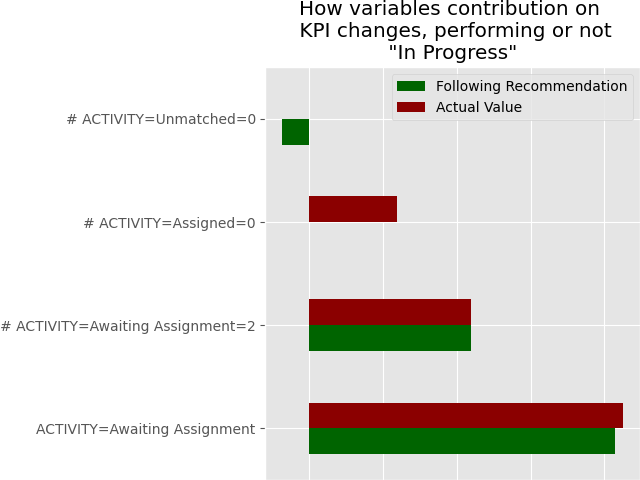 How variables contribution on
KPI changes, performing or not
"In Progress"
Following Recommendation
Actual Value
# ACTIVITY=Unmatched=0
# ACTIVITY=Assigned=0
# ACTIVITY=Awaiting Assignment=2
ACTIVITY=Awaiting Assignment